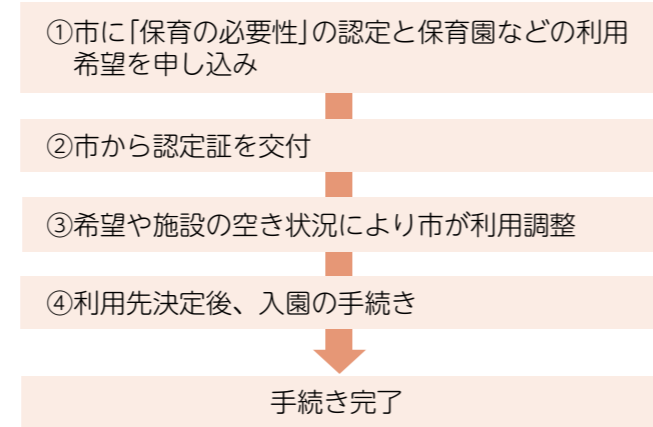 ①市に「保育の必要性」の認定と保育園などの利用
希望を申し込み
②市から認定証を交付
③希望や施設の空き状況により市が利用調整
④利用先決定後、入園の手続き
手続き完了